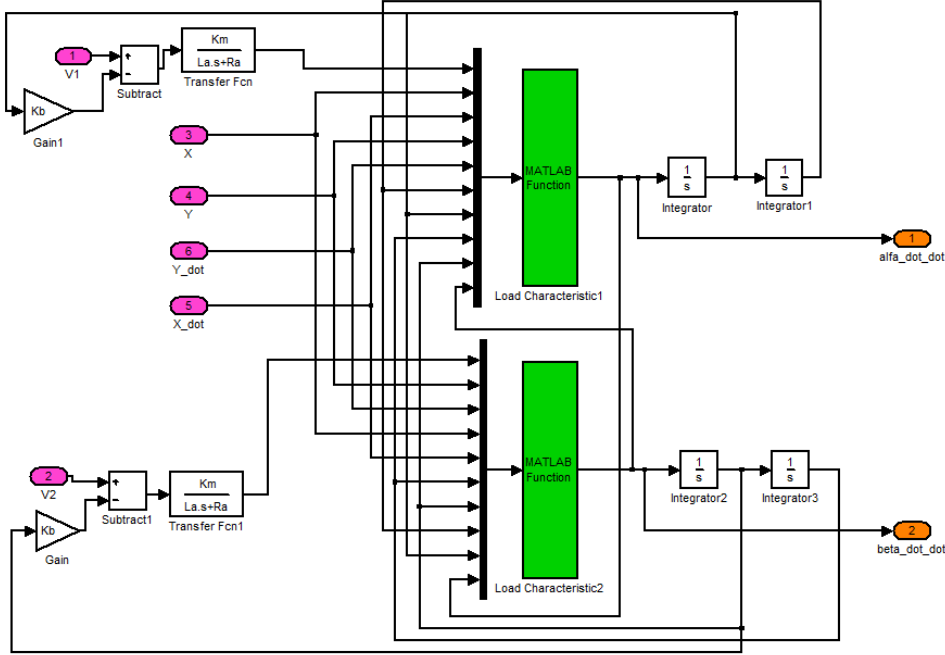 1
V1
+
−
Subtract
Km
La.s+Ra
Transfer Fcn
Kb
Gain1
3
X
4
Y
6
Y_dot
5
X_dot
MATLAB
Function
Load Characteristic1
1
s
Integrator
1
s
Integrator1
1
alfa_dot_dot
2
V2
+
−
Subtract1
Km
La.s+Ra
Transfer Fcn1
Kb
Gain
MATLAB
Function
Load Characteristic2
1
s
Integrator2
1
s
Integrator3
2
beta_dot_dot